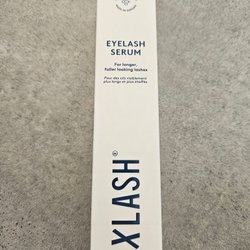 EYELASH
SERUM
For longer,
fuller looking lashes
Pour des cils visiblement
plus longs et plus étoffés
XLASH®